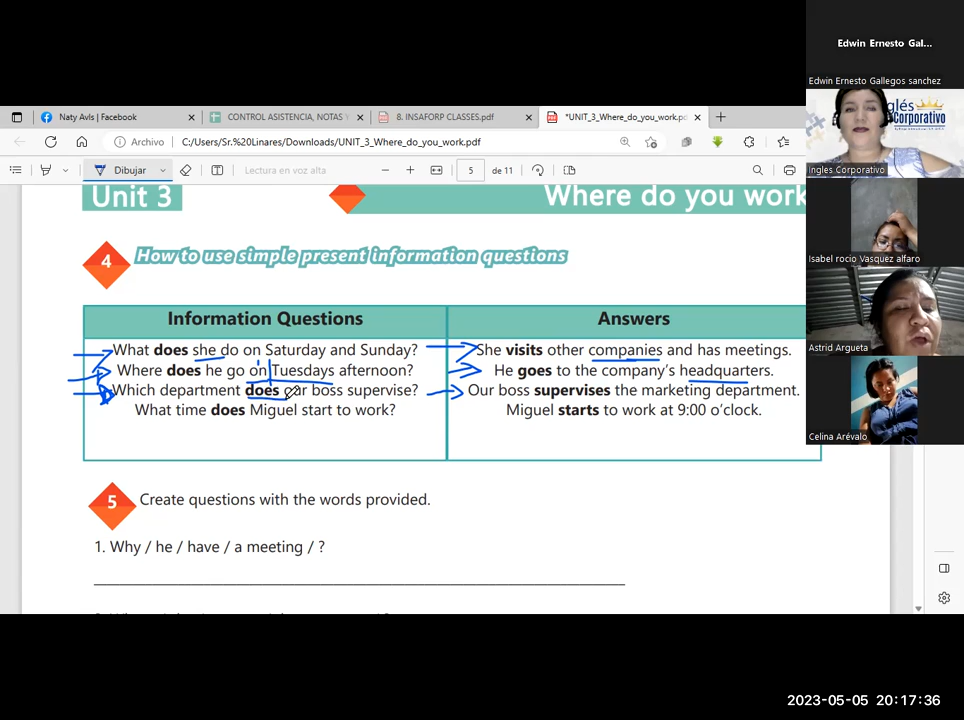 Edwin Ernesto Gal...
Edwin Ernesto Gallegos sanchez
Naty Avls | Facebook
CONTROL ASISTENCIA, NOTAS Y
8. INSAFORP CLASSES.pdf
*UNIT_3_Where_do_you_work.pc
Archivo
C:/Users/Sr.%20Linares/Downloads/UNIT_3_Where_do_you_work.pdf
Dibujar
Lectura en voz alta
5
de 11
Inglés Corporativo
Ingles Corporativo
Unit 3
Where do you work
4
How to use simple present information questions
Isabel rocio Vasquez alfaro
Information Questions
Answers
What does she do on Saturday and Sunday?
She visits other companies and has meetings.
Where does he go on Tuesdays afternoon?
He goes to the company's headquarters.
Which department does our boss supervise?
Our boss supervises the marketing department.
What time does Miguel start to work?
Miguel starts to work at 9:00 o'clock.
Astrid Argueta
Celina Arévalo
5
Create questions with the words provided.
1. Why / he / have / a meeting / ?
2023-05-05 20:17:36